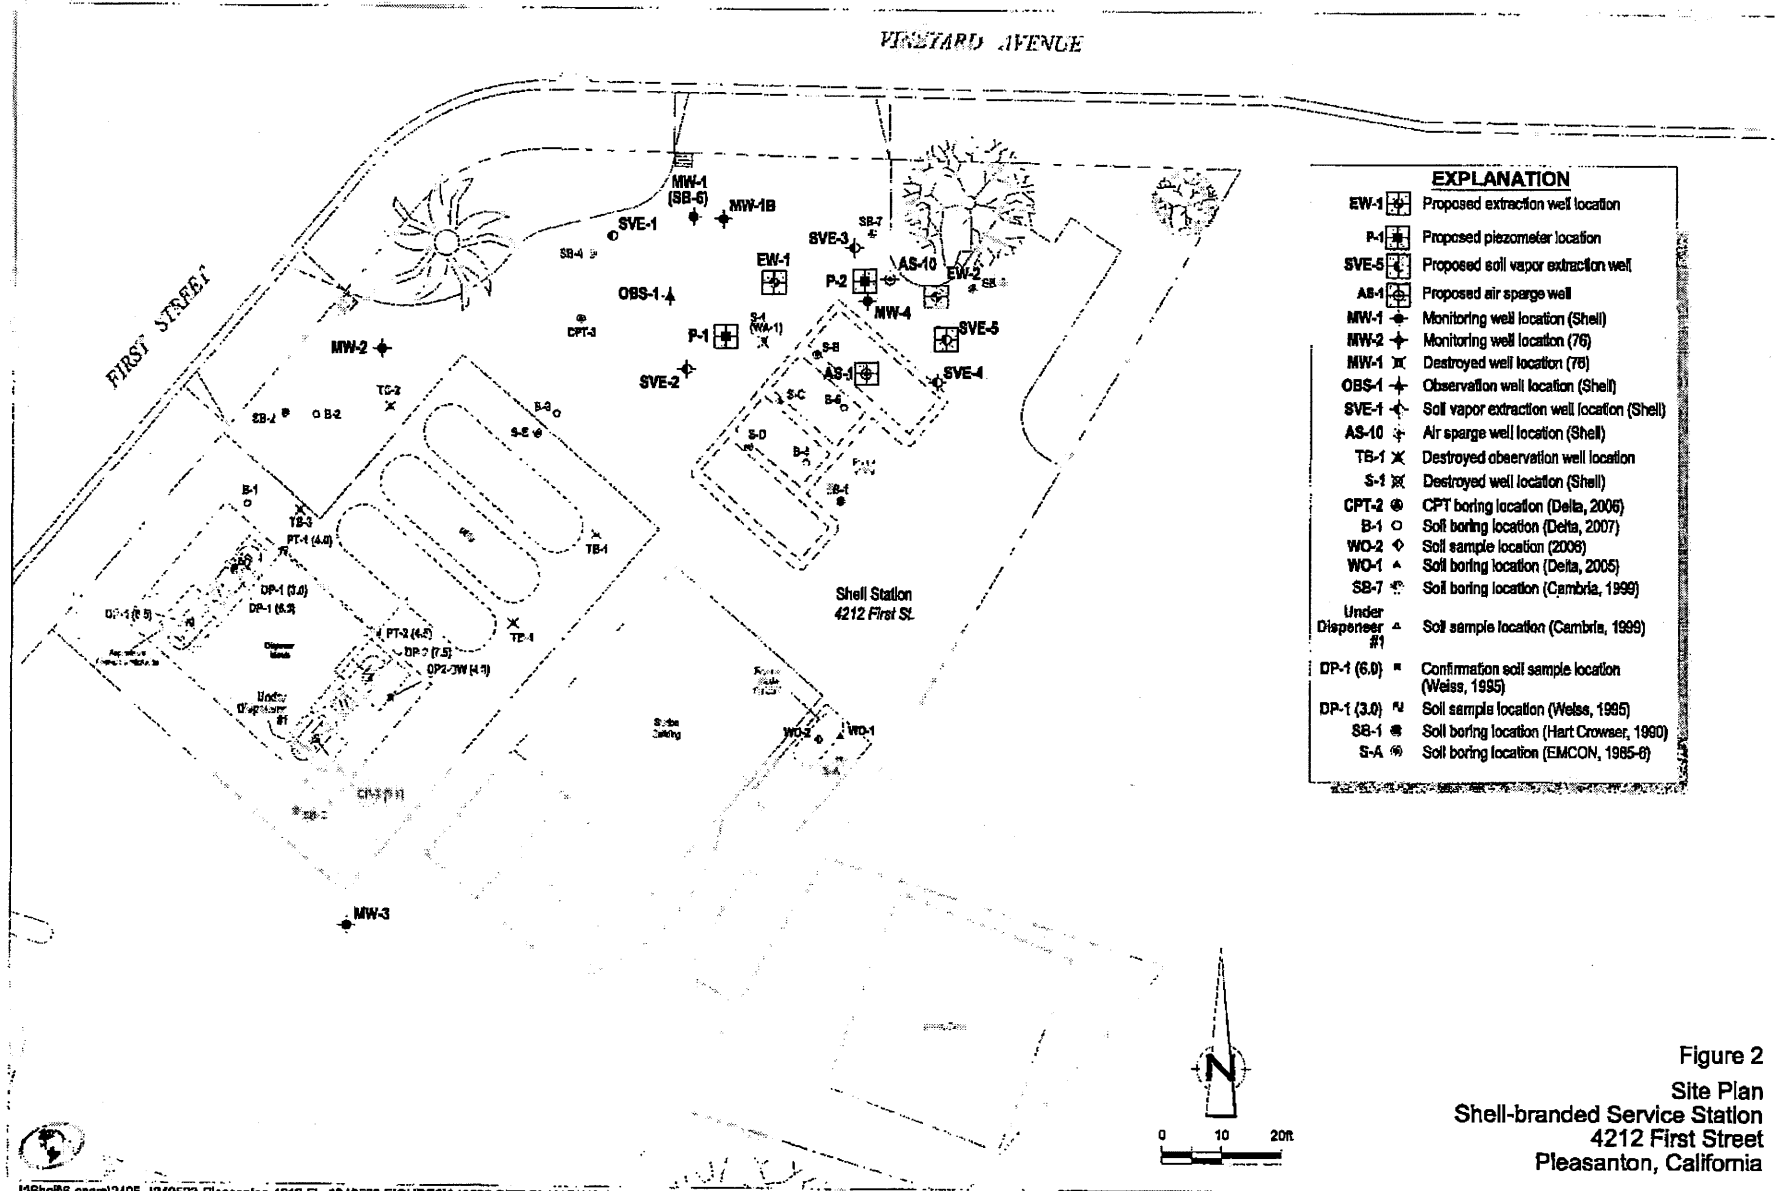 VINEYARD AVENUE
FIRST STREET
MW-1
(SB-6)
MW-1B
SVE-1
SB-7
SVE-3
SB-4
EW-1
AS-10
P-2
EW-2
OBS-1
MW-4
CPT-3
S-1
(WA-1)
P-1
SVE-5
MW-2
S-B
SVE-2
AS-1
SVE-4
TB-2
S-C
B-6
SB-2
B-2
B-3
S-E
S-D
B-1
TB-3
PT-1 (4.0)
TB-1
DP-1 (3.0)
Shell Station
4212 First St.
PT-2 (4.5)
DP-2 (7.5)
Dispenser
Islands
Under
Dispenser
#1
Station
Building
WO-2
WO-1
S-A
MW-3
EXPLANATION
EW-1 Proposed extraction well location
P-1 Proposed piezometer location
SVE-5 Proposed soil vapor extraction well
AS-1 Proposed air sparge well
MW-1 Monitoring well location (Shell)
MW-2 Monitoring well location (76)
MW-1 Destroyed well location (76)
OBS-1 Observation well location (Shell)
SVE-1 Soil vapor extraction well location (Shell)
AS-10 Air sparge well location (Shell)
TB-1 Destroyed observation well location
S-1 Destroyed well location (Shell)
CPT-2 CPT boring location (Delta, 2006)
B-1 Soil boring location (Delta, 2007)
WO-2 Soil sample location (2006)
WO-1 Soil boring location (Delta, 2005)
SB-7 Soil boring location (Cambria, 1999)
Under
Dispenser Soil sample location (Cambria, 1999)
#1
DP-1 (6.0) Confirmation soil sample location
(Weiss, 1995)
DP-1 (3.0) Soil sample location (Weiss, 1995)
SB-1 Soil boring location (Hart Crowser, 1990)
S-A Soil boring location (EMCON, 1985-6)
N
0 10 20ft
Figure 2
Site Plan
Shell-branded Service Station
4212 First Street
Pleasanton, California